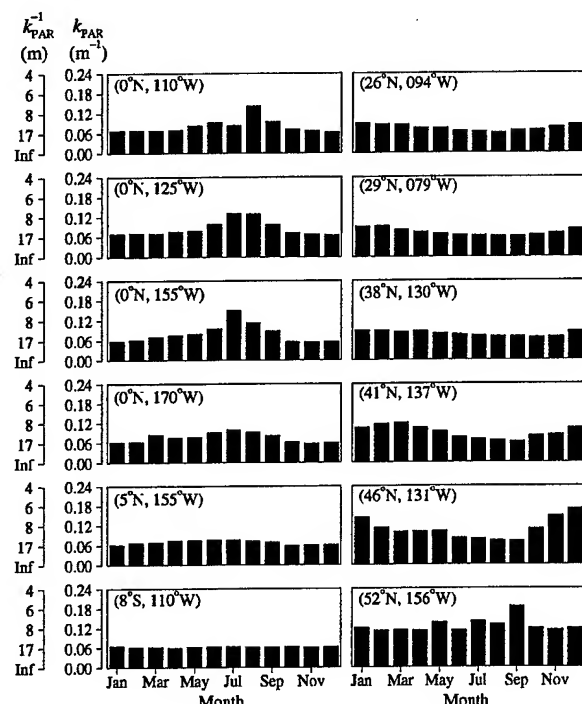 k⁻¹PAR kPAR
(m) (m⁻¹)
4 0.24
6 0.18
8 0.12
17 0.06
Inf 0.00
(0°N, 110°W)
(26°N, 094°W)
4 0.24
6 0.18
8 0.12
17 0.06
Inf 0.00
(0°N, 125°W)
(29°N, 079°W)
4 0.24
6 0.18
8 0.12
17 0.06
Inf 0.00
(0°N, 155°W)
(38°N, 130°W)
4 0.24
6 0.18
8 0.12
17 0.06
Inf 0.00
(0°N, 170°W)
(41°N, 137°W)
4 0.24
6 0.18
8 0.12
17 0.06
Inf 0.00
(5°N, 155°W)
(46°N, 131°W)
4 0.24
6 0.18
8 0.12
17 0.06
Inf 0.00
(8°S, 110°W)
(52°N, 156°W)
Jan Mar May Jul Sep Nov
Jan Mar May Jul Sep Nov
Month
Month